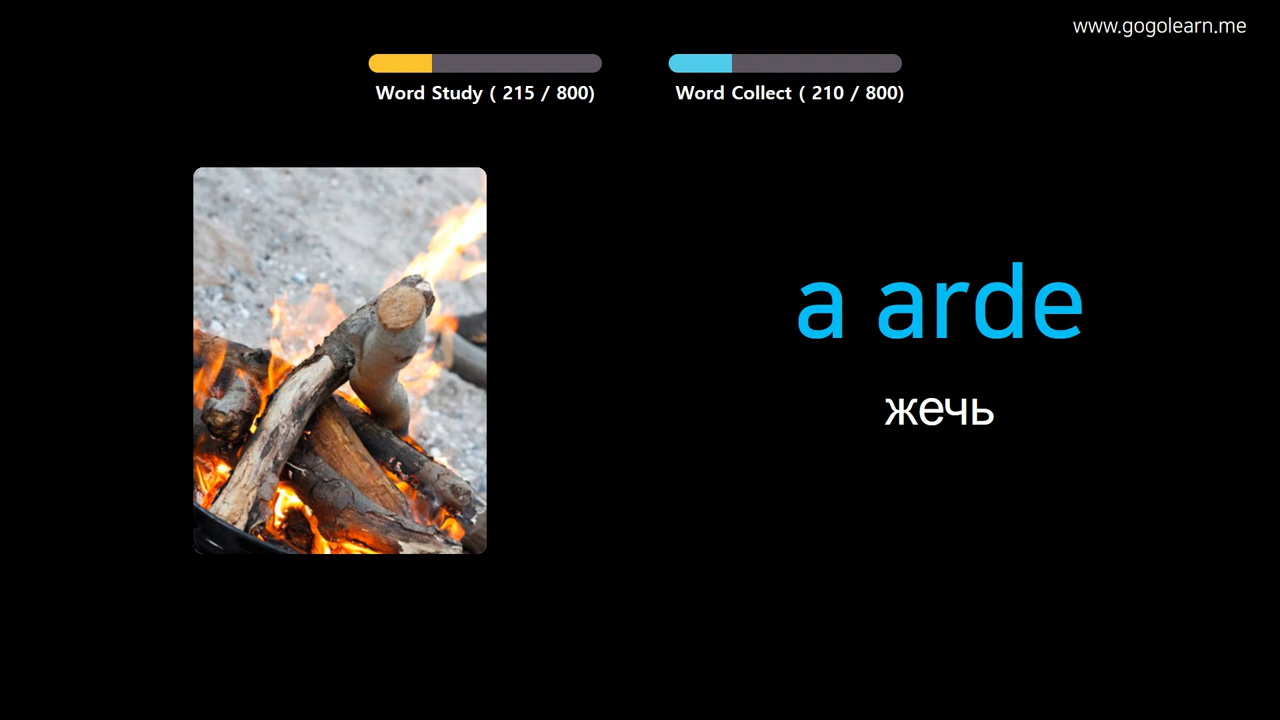 www.gogolearn.me
Word Study ( 215 / 800)
Word Collect ( 210 / 800)
a arde
жечь